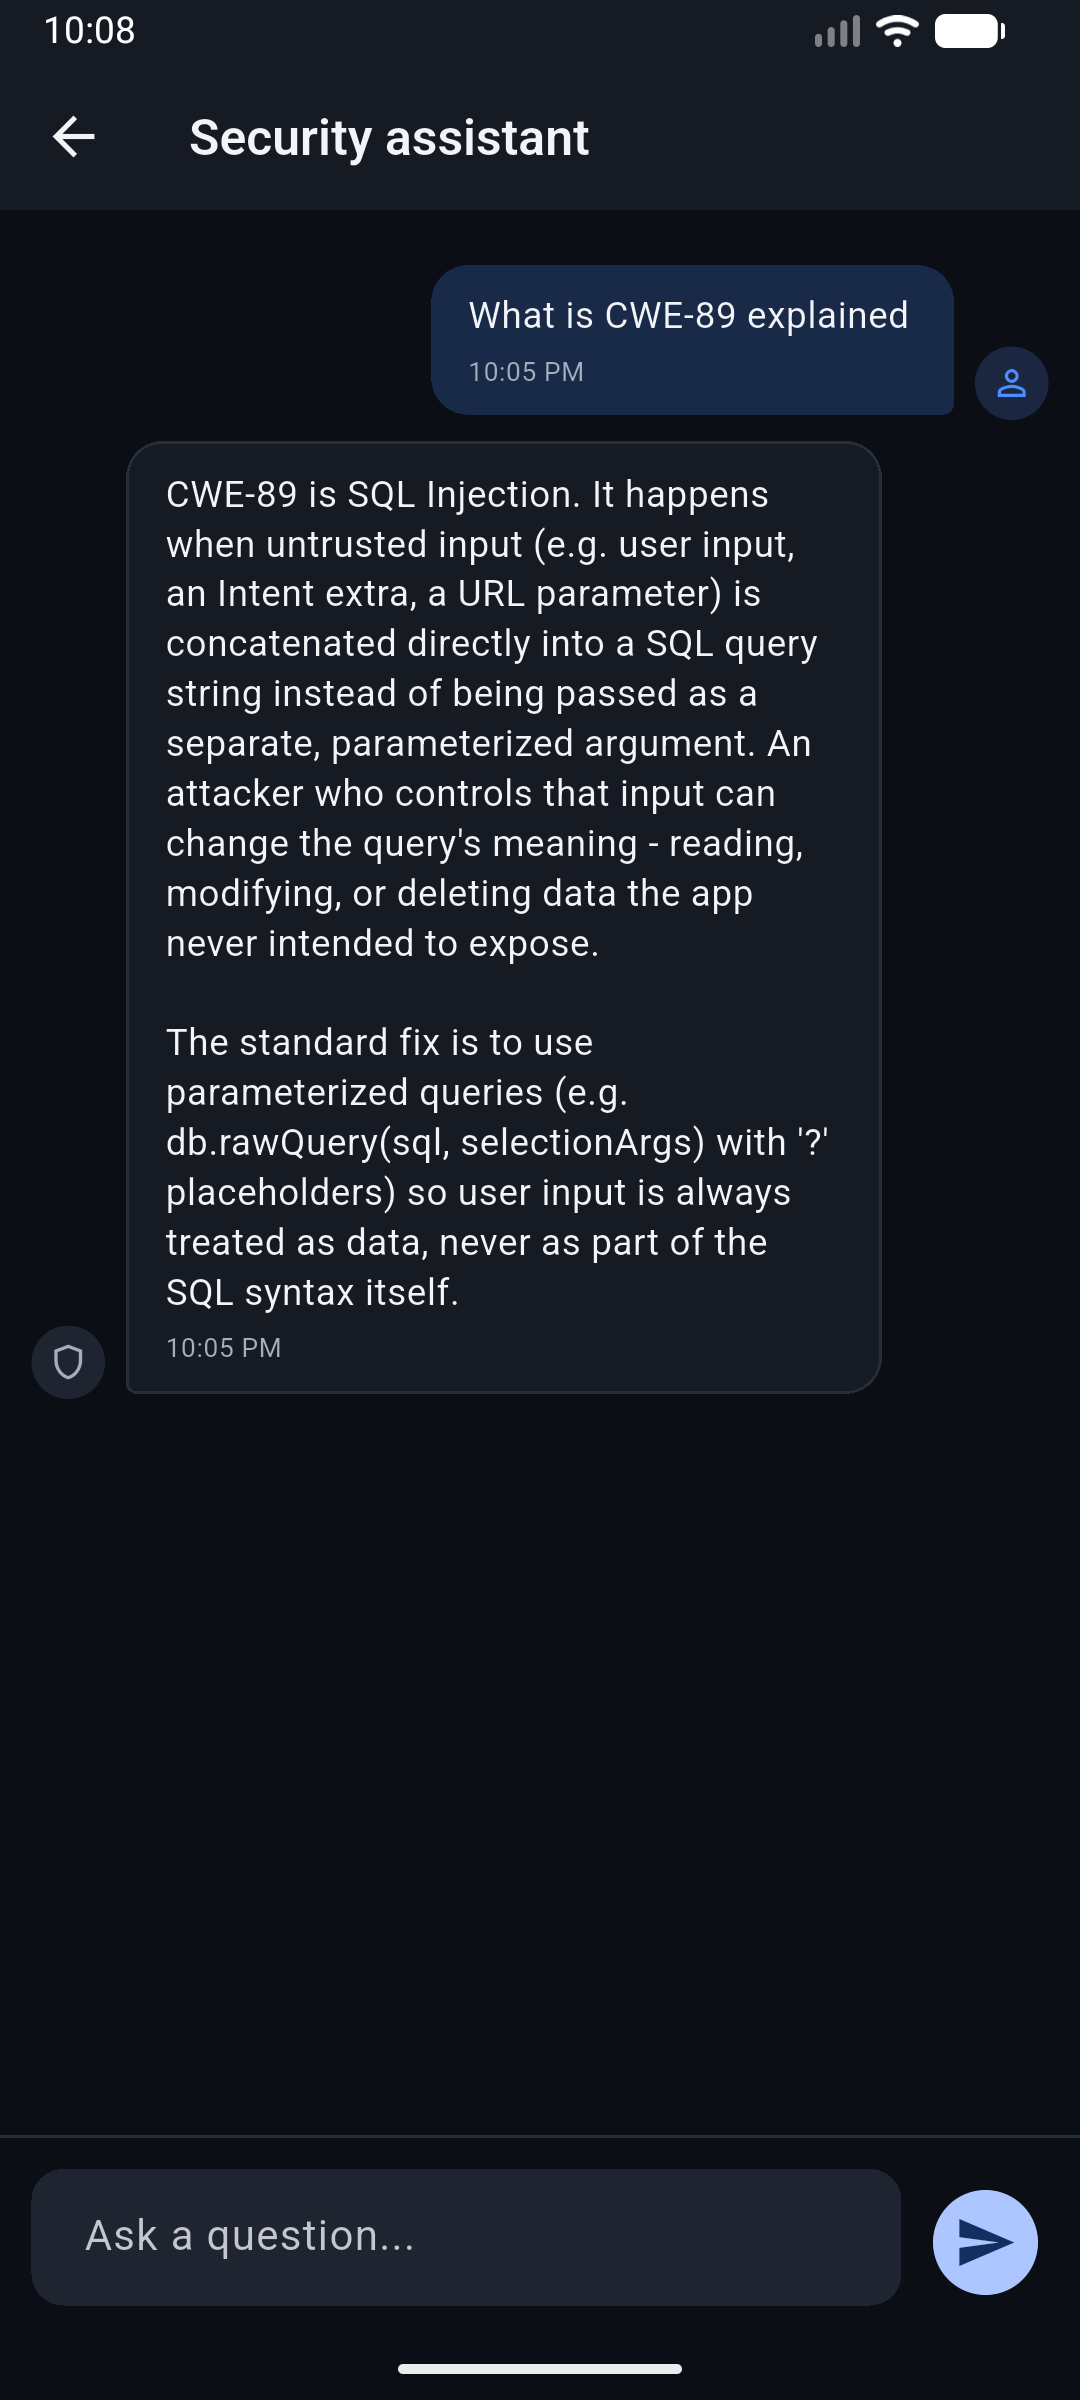 10:08
Security assistant
What is CWE-89 explained
10:05 PM
CWE-89 is SQL Injection. It happens
when untrusted input (e.g. user input,
an Intent extra, a URL parameter) is
concatenated directly into a SQL query
string instead of being passed as a
separate, parameterized argument. An
attacker who controls that input can
change the query's meaning - reading,
modifying, or deleting data the app
never intended to expose.
The standard fix is to use
parameterized queries (e.g.
db.rawQuery(sql, selectionArgs) with '?'
placeholders) so user input is always
treated as data, never as part of the
SQL syntax itself.
10:05 PM
Ask a question...